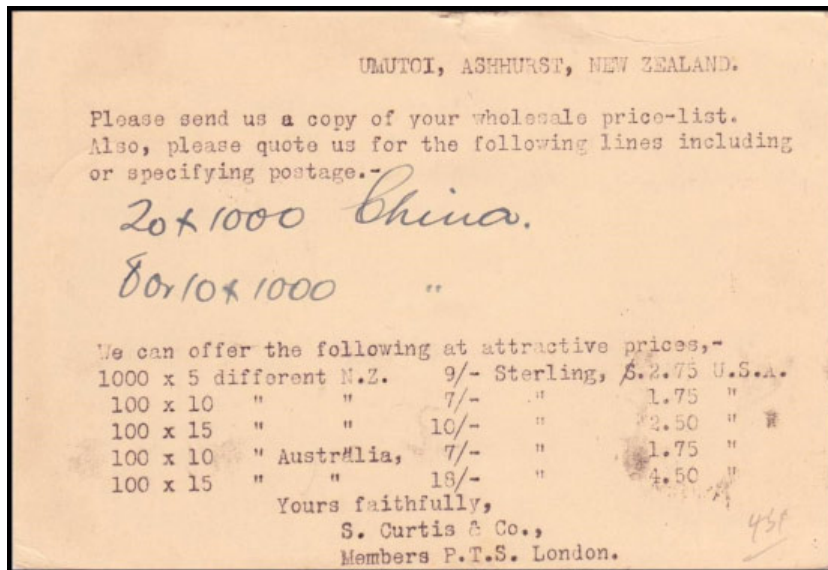 UMUTOI, ASHHURST, NEW ZEALAND.
Please send us a copy of your wholesale price-list.
Also, please quote us for the following lines including
or specifying postage.-
20 x 1000 China.
8 or 10 x 1000 "
We can offer the following at attractive prices,-
1000 x 5 different N.Z. 9/- Sterling, $.2.75 U.S.A.
100 x 10 " " 7/- " 1.75 "
100 x 15 " " 10/- " 2.50 "
100 x 10 " Australia, 7/- " 1.75 "
100 x 15 " " 18/- " 4.50 "
Yours faithfully,
S. Curtis & Co.,
Members P.T.S. London.